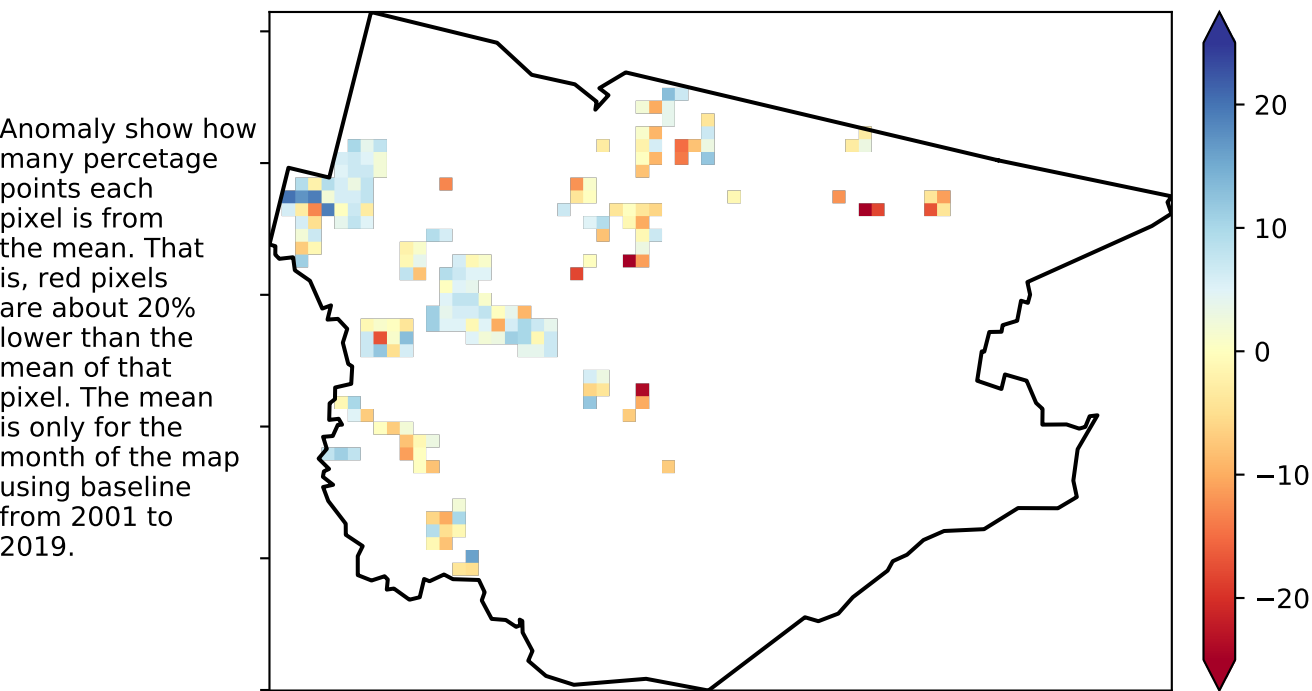 Anomaly show how
many percetage
points each
pixel is from
the mean. That
is, red pixels
are about 20%
lower than the
mean of that
pixel. The mean
is only for the
month of the map
using baseline
from 2001 to
2019.
20
10
0
−10
−20